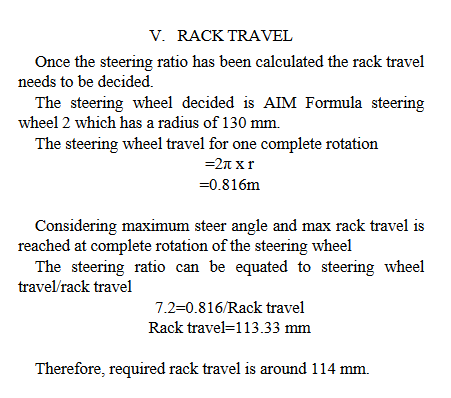 V. RACK TRAVEL
Once the steering ratio has been calculated the rack travel
needs to be decided.
The steering wheel decided is AIM Formula steering
wheel 2 which has a radius of 130 mm.
The steering wheel travel for one complete rotation
=2π x r
=0.816m
Considering maximum steer angle and max rack travel is
reached at complete rotation of the steering wheel
The steering ratio can be equated to steering wheel
travel/rack travel
7.2=0.816/Rack travel
Rack travel=113.33 mm
Therefore, required rack travel is around 114 mm.